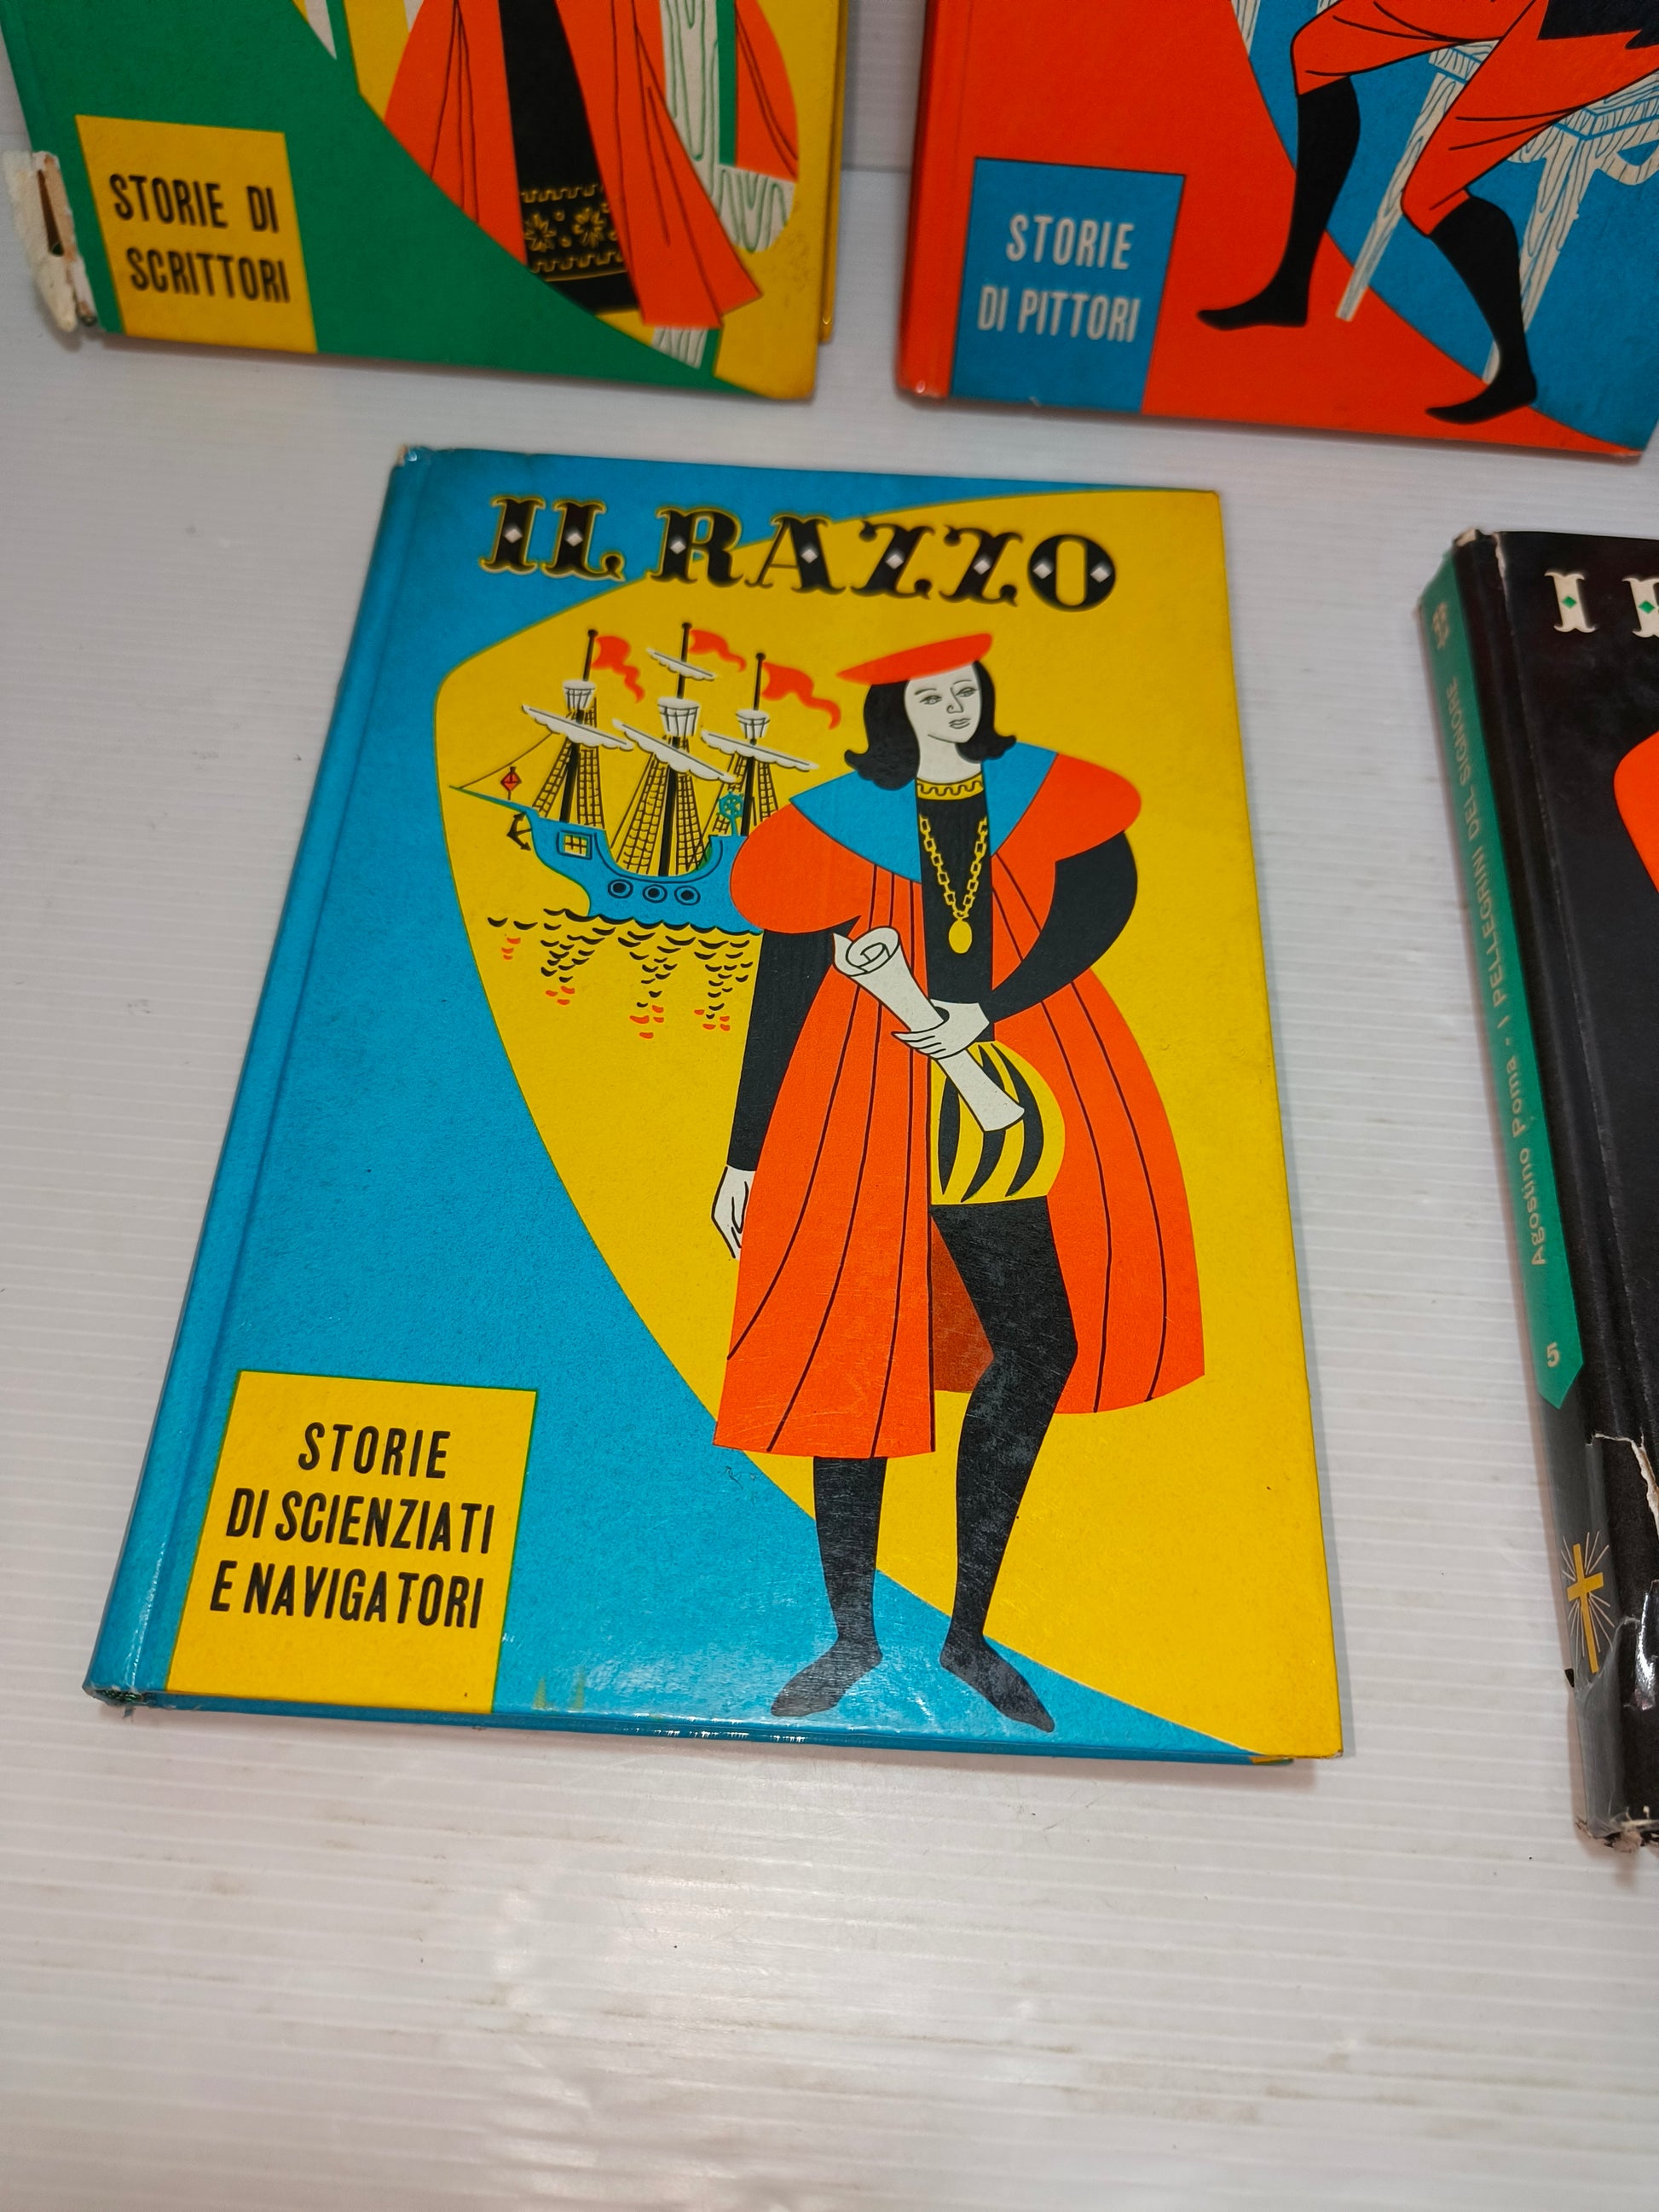 STORIE DI
SCRITTORI
STORIE
DI PITTORI
IL RAZZO
STORIE
DI SCIENZIATI
E NAVIGATORI
I
Agostino Poma - I PELLEGRINI DEL SIGNORE
5